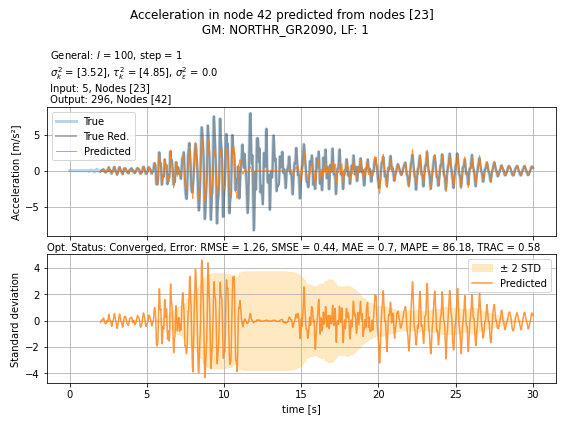 Acceleration in node 42 predicted from nodes [23]
GM: NORTHR_GR2090, LF: 1
General: l = 100, step = 1
σ²ₖ = [3.52], τ²ₖ = [4.85], σ²ε = 0.0
Input: 5, Nodes [23]
Output: 296, Nodes [42]
True
True Red.
Predicted
Acceleration [m/s²]
5
0
−5
Opt. Status: Converged, Error: RMSE = 1.26, SMSE = 0.44, MAE = 0.7, MAPE = 86.18, TRAC = 0.58
± 2 STD
Predicted
Standard deviation
4
2
0
−2
−4
0 5 10 15 20 25 30
time [s]